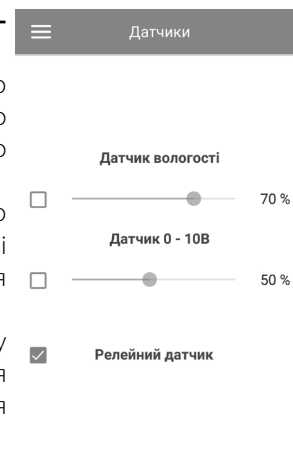 Датчики
Датчик вологості
70 %
Датчик 0 - 10В
50 %
Релейний датчик